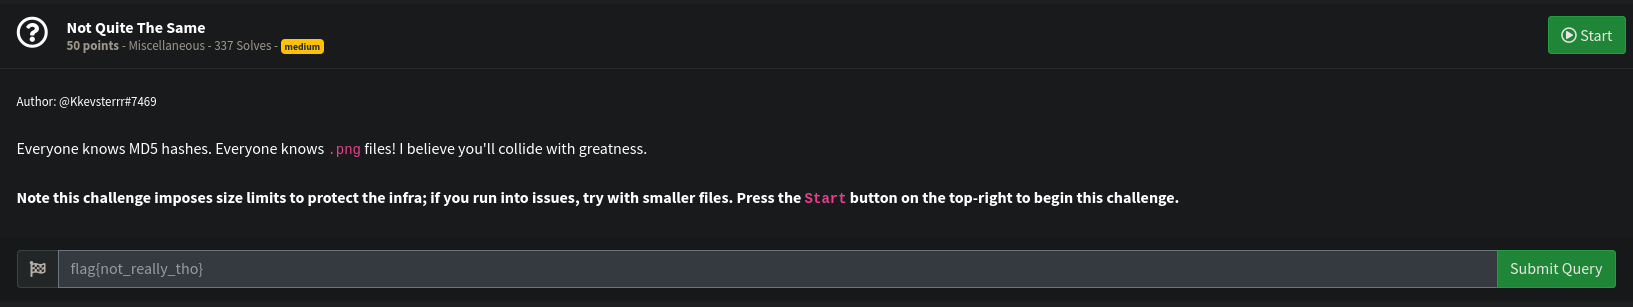 Not Quite The Same
50 points - Miscellaneous - 337 Solves - medium
Start
Author: @Kkevsterrr#7469
Everyone knows MD5 hashes. Everyone knows .png files! I believe you'll collide with greatness.
Note this challenge imposes size limits to protect the infra; if you run into issues, try with smaller files. Press the Start button on the top-right to begin this challenge.
flag{not_really_tho}
Submit Query